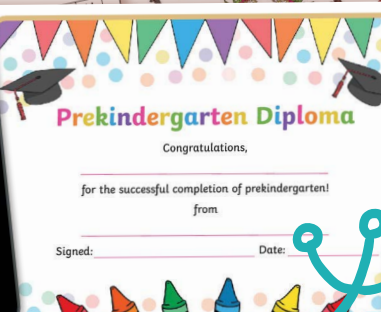 Prekindergarten Diploma
Congratulations,
for the successful completion of prekindergarten!
from
Signed: Date: